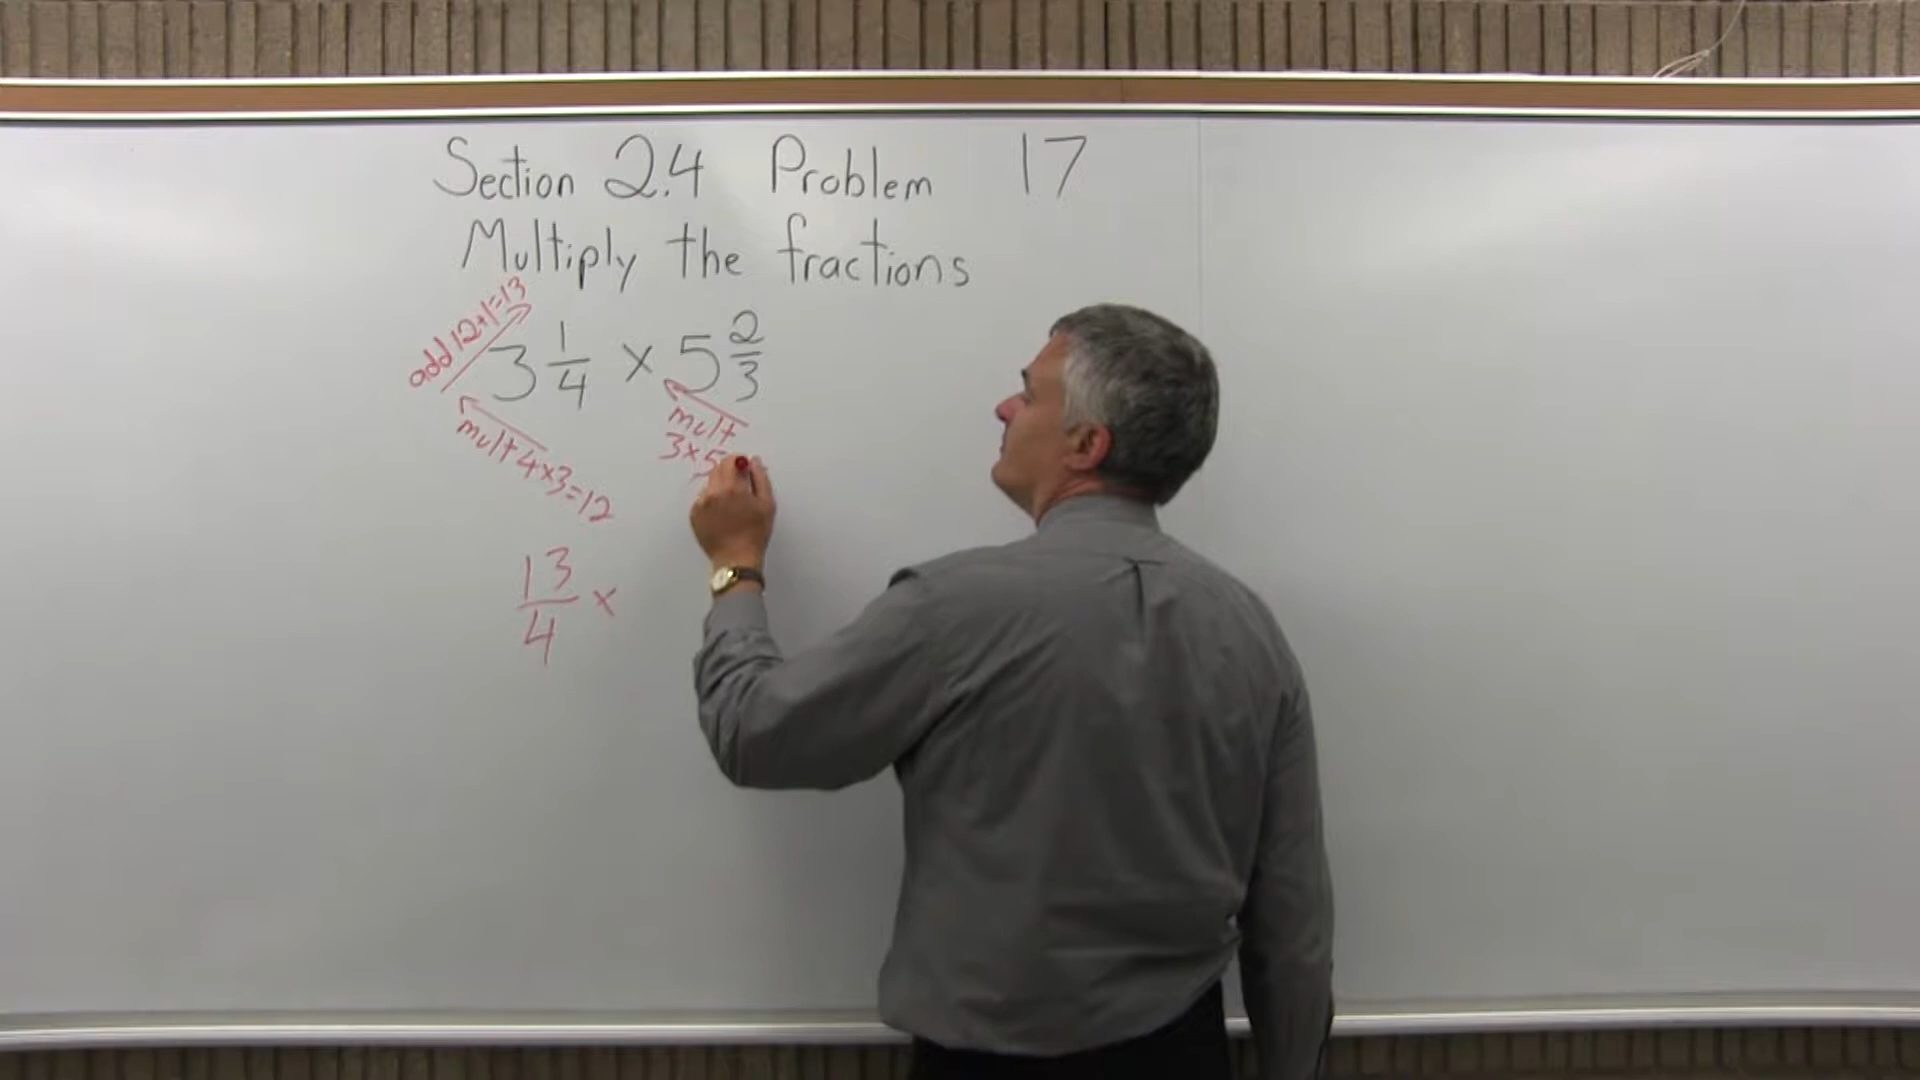 Section 2.4 Problem 17
Multiply the fractions
add 12+1=13
3 1/4 × 5 2/3
mult 4×3=12
mult
3×5
13/4 ×